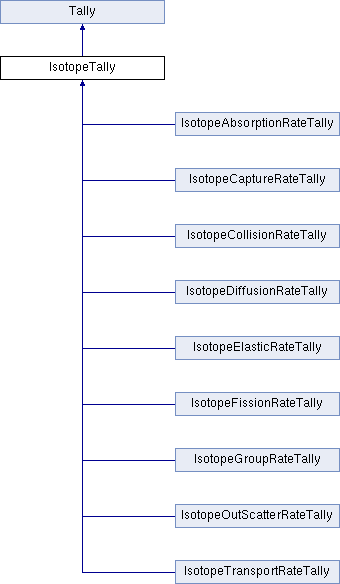 Tally
IsotopeTally
IsotopeAbsorptionRateTally
IsotopeCaptureRateTally
IsotopeCollisionRateTally
IsotopeDiffusionRateTally
IsotopeElasticRateTally
IsotopeFissionRateTally
IsotopeGroupRateTally
IsotopeOutScatterRateTally
IsotopeTransportRateTally